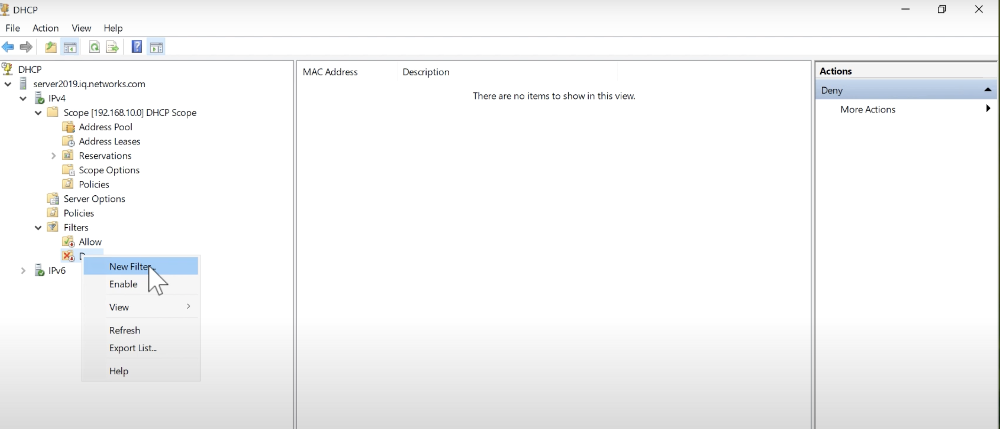 DHCP
File Action View Help
DHCP
server2019.iq.networks.com
IPv4
Scope [192.168.10.0] DHCP Scope
Address Pool
Address Leases
Reservations
Scope Options
Policies
Server Options
Policies
Filters
Allow
IPv6
New Filter...
Enable
View
Refresh
Export List...
Help
MAC Address Description
There are no items to show in this view.
Actions
Deny
More Actions